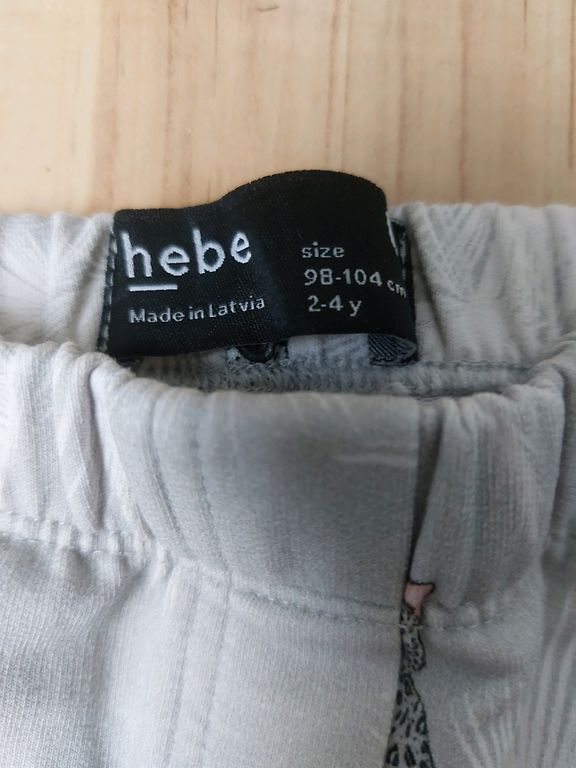 hebe
Made in Latvia
size
98-104 cm
2-4 y